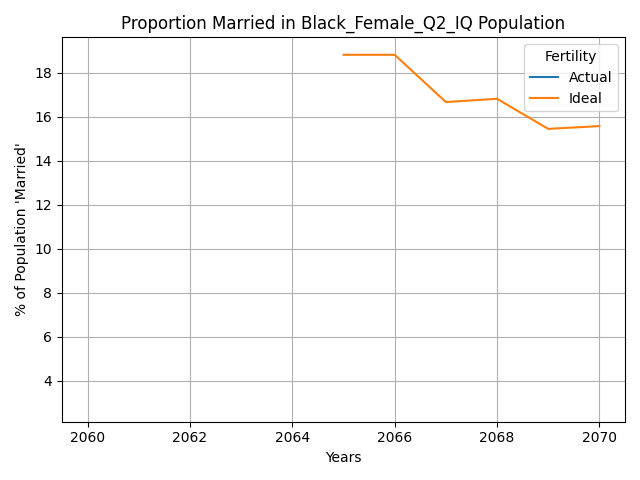 Proportion Married in Black_Female_Q2_IQ Population
Fertility
Actual
Ideal
% of Population 'Married'
18
16
14
12
10
8
6
4
2060 2062 2064 2066 2068 2070
Years